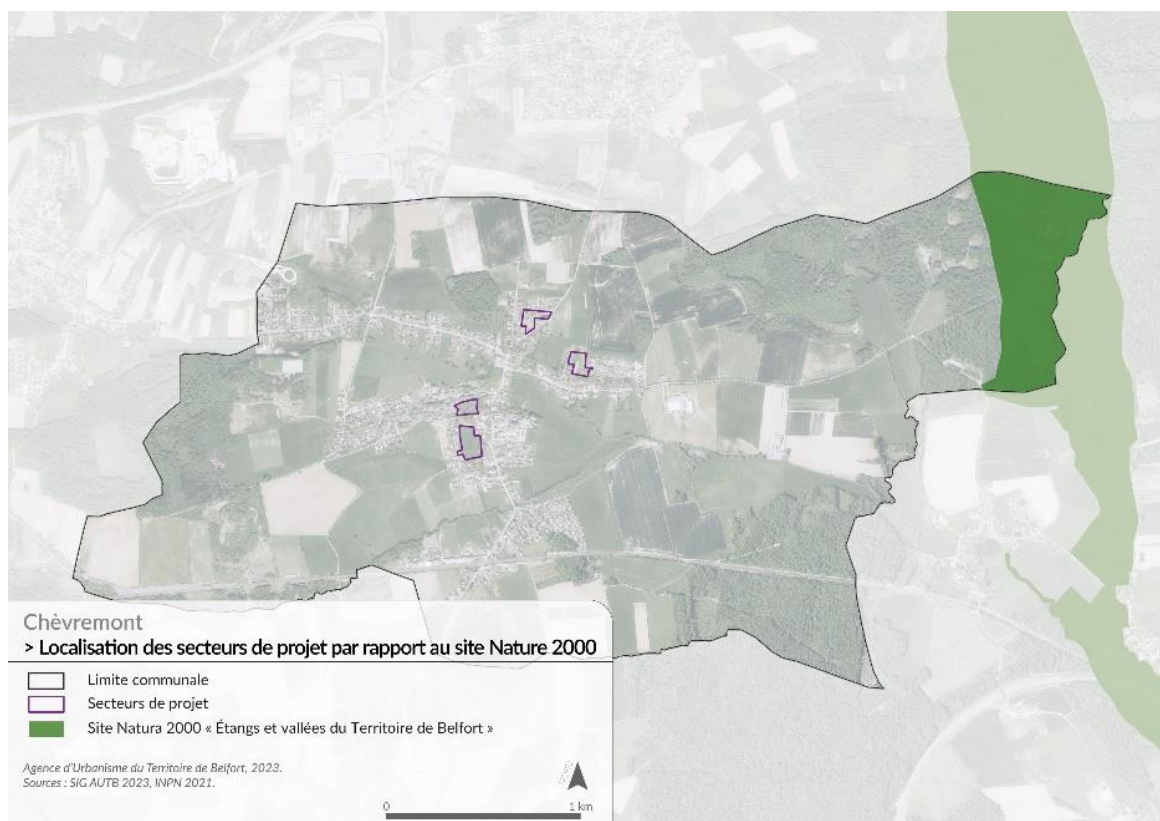 Chèvremont
> Localisation des secteurs de projet par rapport au site Nature 2000
Limite communale
Secteurs de projet
Site Natura 2000 « Étangs et vallées du Territoire de Belfort »
Agence d'Urbanisme du Territoire de Belfort, 2023.
Sources : SIG AUTB 2023, INPN 2021.
0
1 km